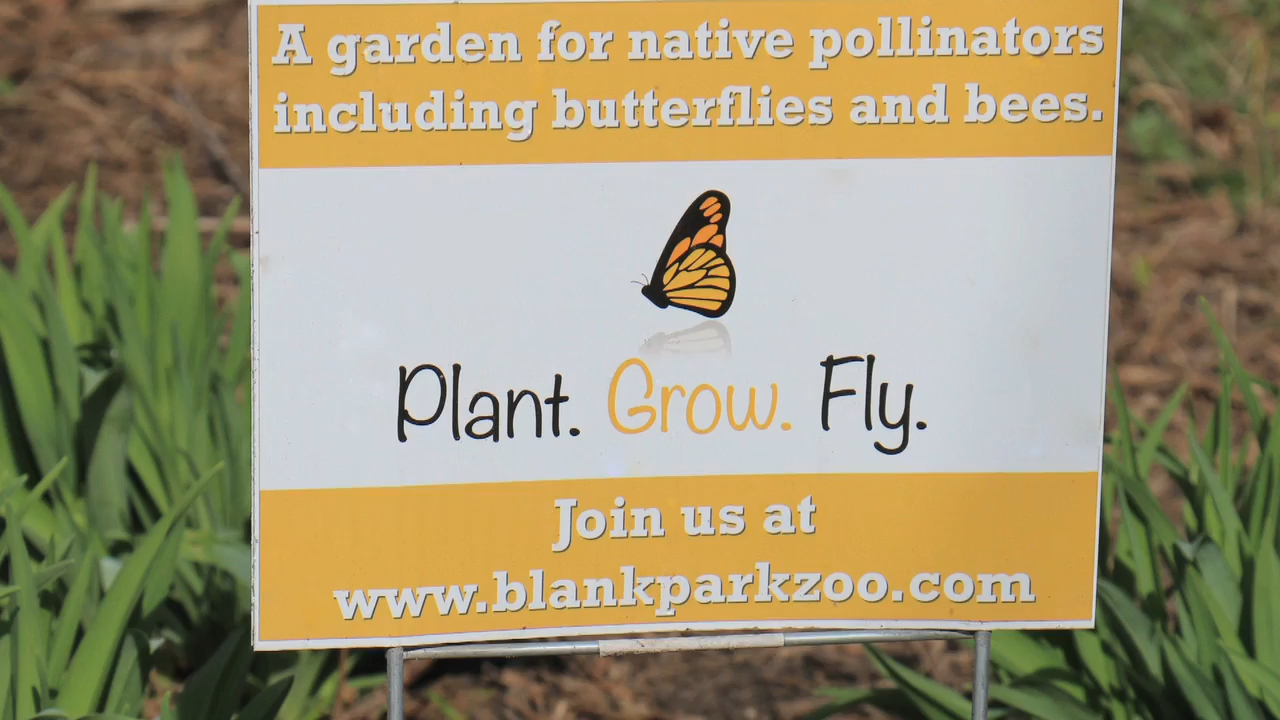 A garden for native pollinators
including butterflies and bees.
Plant. Grow. Fly.
Join us at
www.blankparkzoo.com